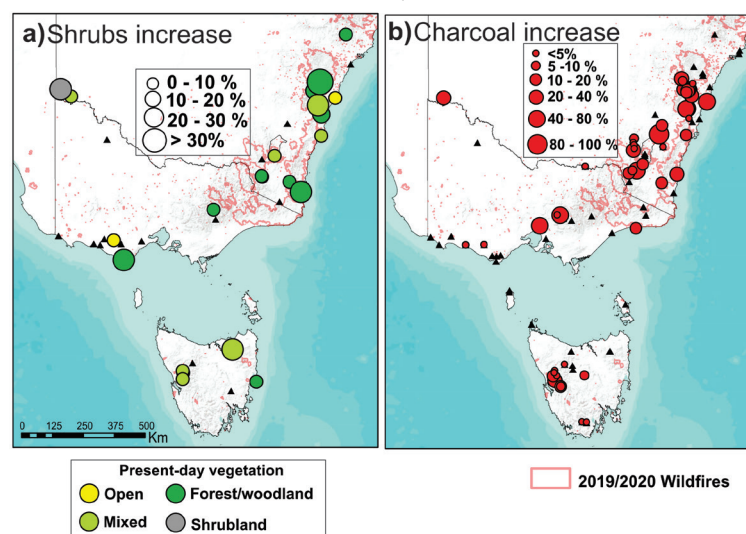 a) Shrubs increase
0 - 10 %
10 - 20 %
20 - 30 %
> 30%
0 125 250 375 500
Km
b) Charcoal increase
<5%
5 -10 %
10 - 20 %
20 - 40 %
40 - 80 %
80 - 100 %
Present-day vegetation
Open
Forest/woodland
Mixed
Shrubland
2019/2020 Wildfires